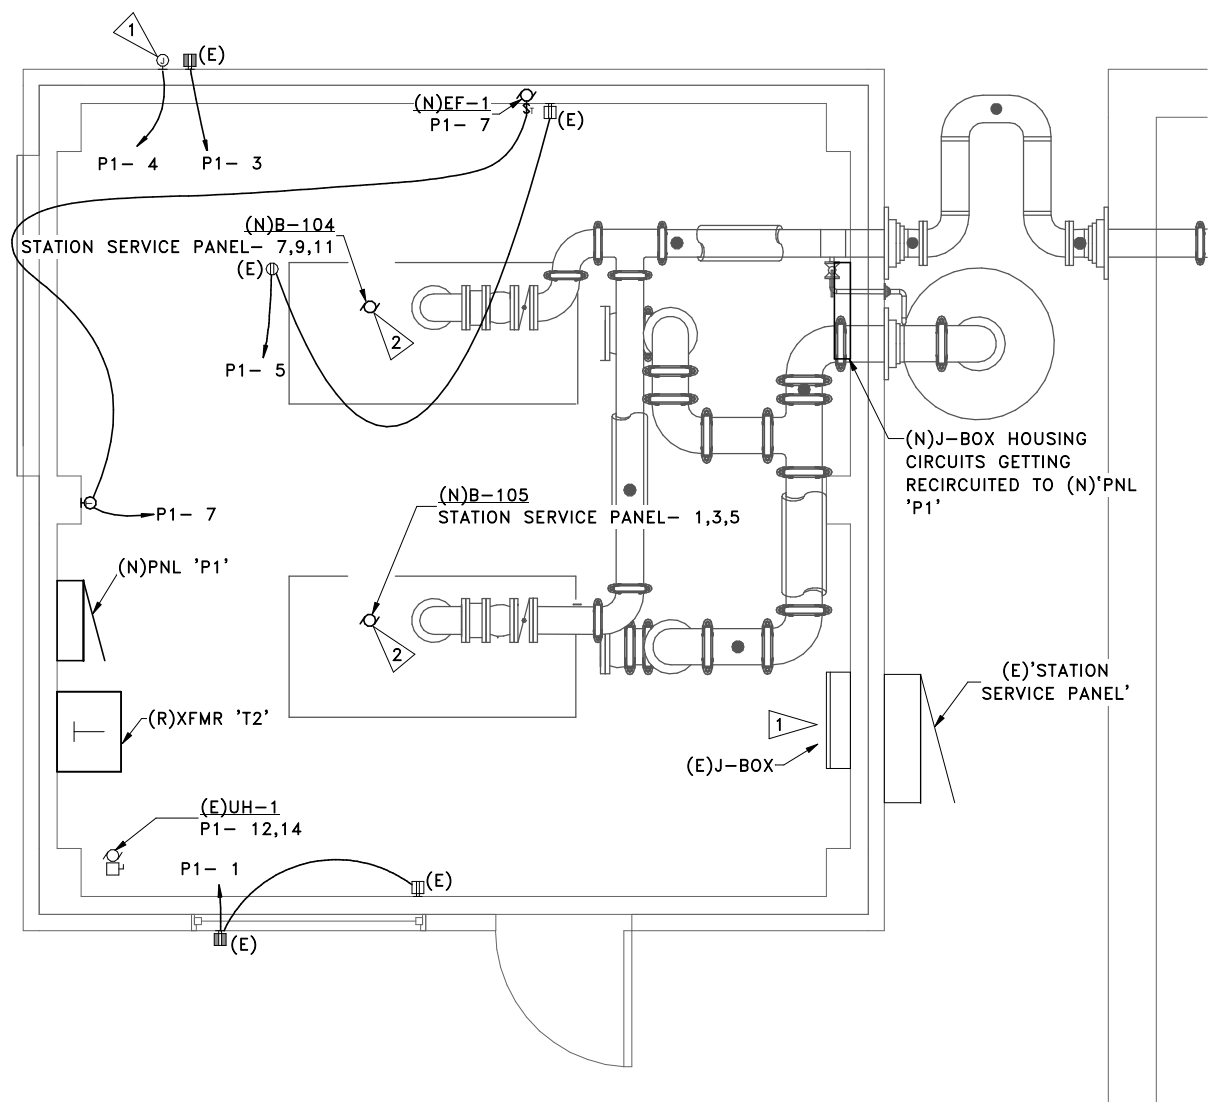 1
J
(E)
(N)EF-1
P1- 7
$T
(E)
P1- 4
P1- 3
(N)B-104
STATION SERVICE PANEL- 7,9,11
(E)
2
P1- 5
(N)J-BOX HOUSING
CIRCUITS GETTING
RECIRCUITED TO (N)'PNL
'P1'
(N)B-105
STATION SERVICE PANEL- 1,3,5
P1- 7
(N)PNL 'P1'
2
(E)'STATION
SERVICE PANEL'
(R)XFMR 'T2'
T
1
(E)J-BOX
(E)UH-1
P1- 12,14
P1- 1
(E)
(E)